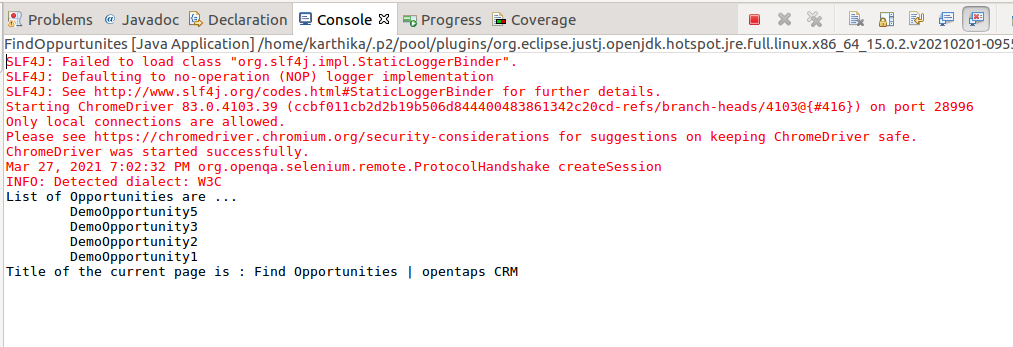 Problems @ Javadoc Declaration Console Progress Coverage
FindOppurtunites [Java Application] /home/karthika/.p2/pool/plugins/org.eclipse.justj.openjdk.hotspot.jre.full.linux.x86_64_15.0.2.v20210201-0955
SLF4J: Failed to load class "org.slf4j.impl.StaticLoggerBinder".
SLF4J: Defaulting to no-operation (NOP) logger implementation
SLF4J: See http://www.slf4j.org/codes.html#StaticLoggerBinder for further details.
Starting ChromeDriver 83.0.4103.39 (ccbf011cb2d2b19b506d844400483861342c20cd-refs/branch-heads/4103@{#416}) on port 28996
Only local connections are allowed.
Please see https://chromedriver.chromium.org/security-considerations for suggestions on keeping ChromeDriver safe.
ChromeDriver was started successfully.
Mar 27, 2021 7:02:32 PM org.openqa.selenium.remote.ProtocolHandshake createSession
INFO: Detected dialect: W3C
List of Opportunities are ...
DemoOpportunity5
DemoOpportunity3
DemoOpportunity2
DemoOpportunity1
Title of the current page is : Find Opportunities | opentaps CRM